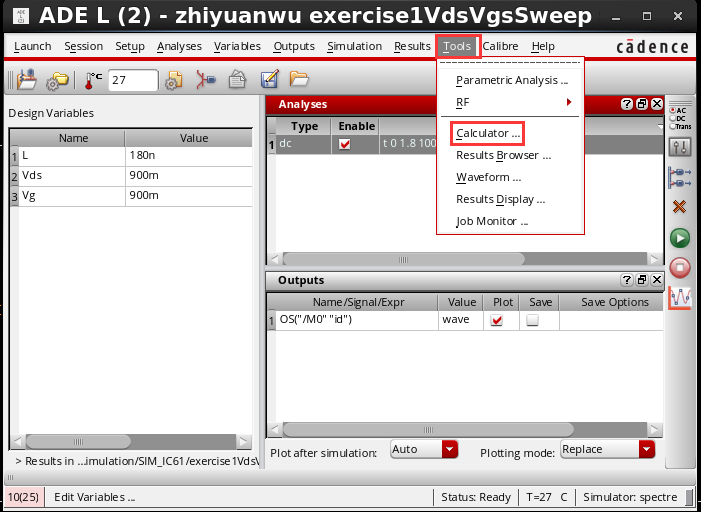 ADE L (2) - zhiyuanwu exercise1VdsVgsSweep
Launch Session Setup Analyses Variables Outputs Simulation Results Tools Calibre Help cādence
°C 27
Design Variables
Name Value
1 L 180n
2 Vds 900m
3 Vg 900m
> Results in ...imulation/SIM_IC61/exercise1Vds
Analyses
Type Enable
1 dc t 0 1.8 100
Parametric Analysis ...
RF
Calculator ...
Results Browser ...
Waveform ...
Results Display ...
Job Monitor ...
Outputs
Name/Signal/Expr Value Plot Save Save Options
1 OS("/M0" "id") wave
Plot after simulation: Auto Plotting mode: Replace
AC
DC
Trans
10(25) Edit Variables ... Status: Ready T=27 C Simulator: spectre